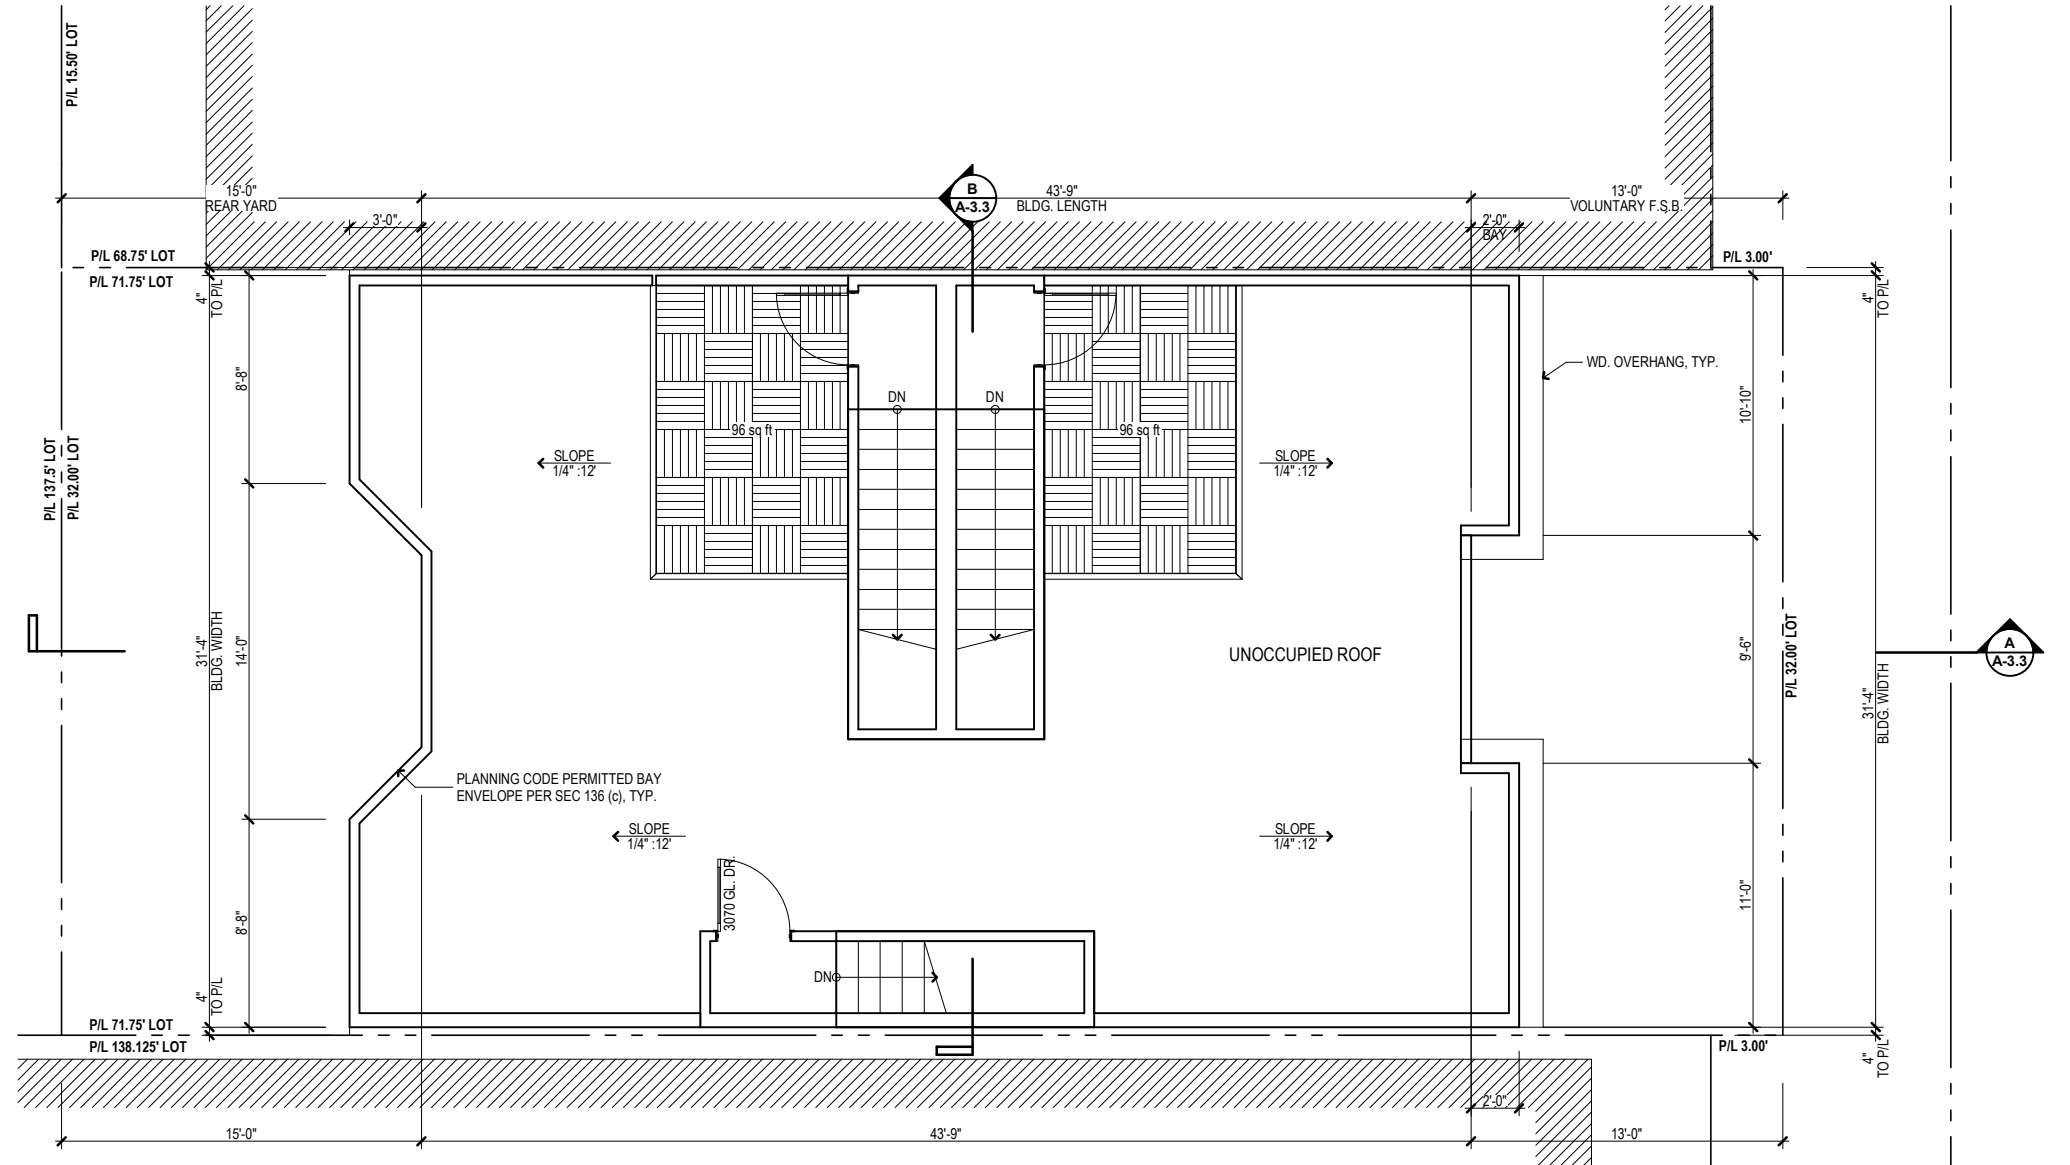 P/L 15.50' LOT
15'-0"
REAR YARD
3'-0"
B
A-3.3
43'-9"
BLDG. LENGTH
13'-0"
VOLUNTARY F.S.B.
2'-0"
BAY
P/L 68.75' LOT
P/L 71.75' LOT
P/L 3.00'
4"
TO P/L
4"
TO P/L
8'-8"
WD. OVERHANG, TYP.
DN
DN
10'-10"
96 sq ft
96 sq ft
SLOPE
1/4" :12'
SLOPE
1/4" :12'
P/L 137.5' LOT
P/L 32.00' LOT
31'-4"
BLDG. WIDTH
14'-0"
UNOCCUPIED ROOF
9'-6"
P/L 32.00' LOT
31'-4"
BLDG. WIDTH
A
A-3.3
PLANNING CODE PERMITTED BAY
ENVELOPE PER SEC 136 (c), TYP.
SLOPE
1/4" :12'
SLOPE
1/4" :12'
3070 GL. DR.
8'-8"
11'-0"
DN
4"
TO P/L
P/L 71.75' LOT
P/L 138.125' LOT
P/L 3.00'
4"
TO P/L
2'-0"
15'-0"
43'-9"
13'-0"